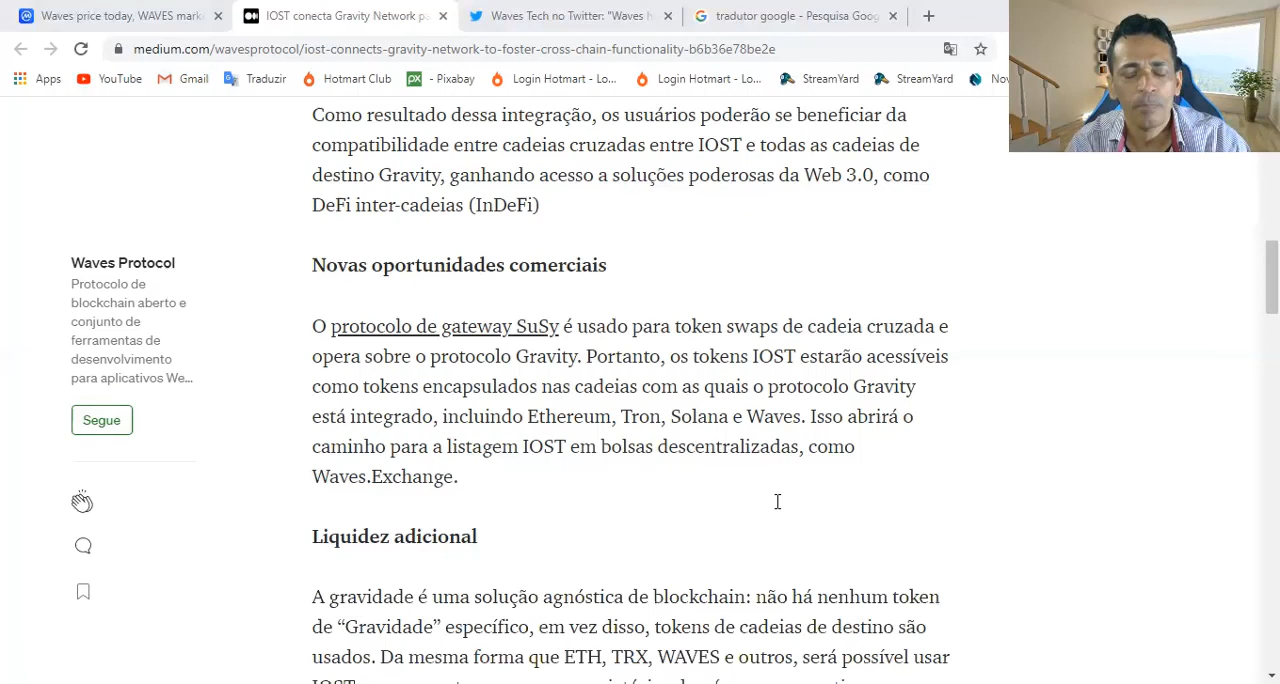 Waves price today, WAVES mark
IOST conecta Gravity Network pa
Waves Tech no Twitter: "Waves h
tradutor google - Pesquisa Goog
medium.com/wavesprotocol/iost-connects-gravity-network-to-foster-cross-chain-functionality-b6b36e78be2e
Apps YouTube Gmail Traduzir Hotmart Club - Pixabay Login Hotmart - Lo... Login Hotmart - Lo... StreamYard StreamYard Nov
Como resultado dessa integração, os usuários poderão se beneficiar da
compatibilidade entre cadeias cruzadas entre IOST e todas as cadeias de
destino Gravity, ganhando acesso a soluções poderosas da Web 3.0, como
DeFi inter-cadeias (InDeFi)
Waves Protocol
Protocolo de
blockchain aberto e
conjunto de
ferramentas de
desenvolvimento
para aplicativos We...
Segue
Novas oportunidades comerciais
O protocolo de gateway SuSy é usado para token swaps de cadeia cruzada e
opera sobre o protocolo Gravity. Portanto, os tokens IOST estarão acessíveis
como tokens encapsulados nas cadeias com as quais o protocolo Gravity
está integrado, incluindo Ethereum, Tron, Solana e Waves. Isso abrirá o
caminho para a listagem IOST em bolsas descentralizadas, como
Waves.Exchange.
Liquidez adicional
A gravidade é uma solução agnóstica de blockchain: não há nenhum token
de “Gravidade” específico, em vez disso, tokens de cadeias de destino são
usados. Da mesma forma que ETH, TRX, WAVES e outros, será possível usar